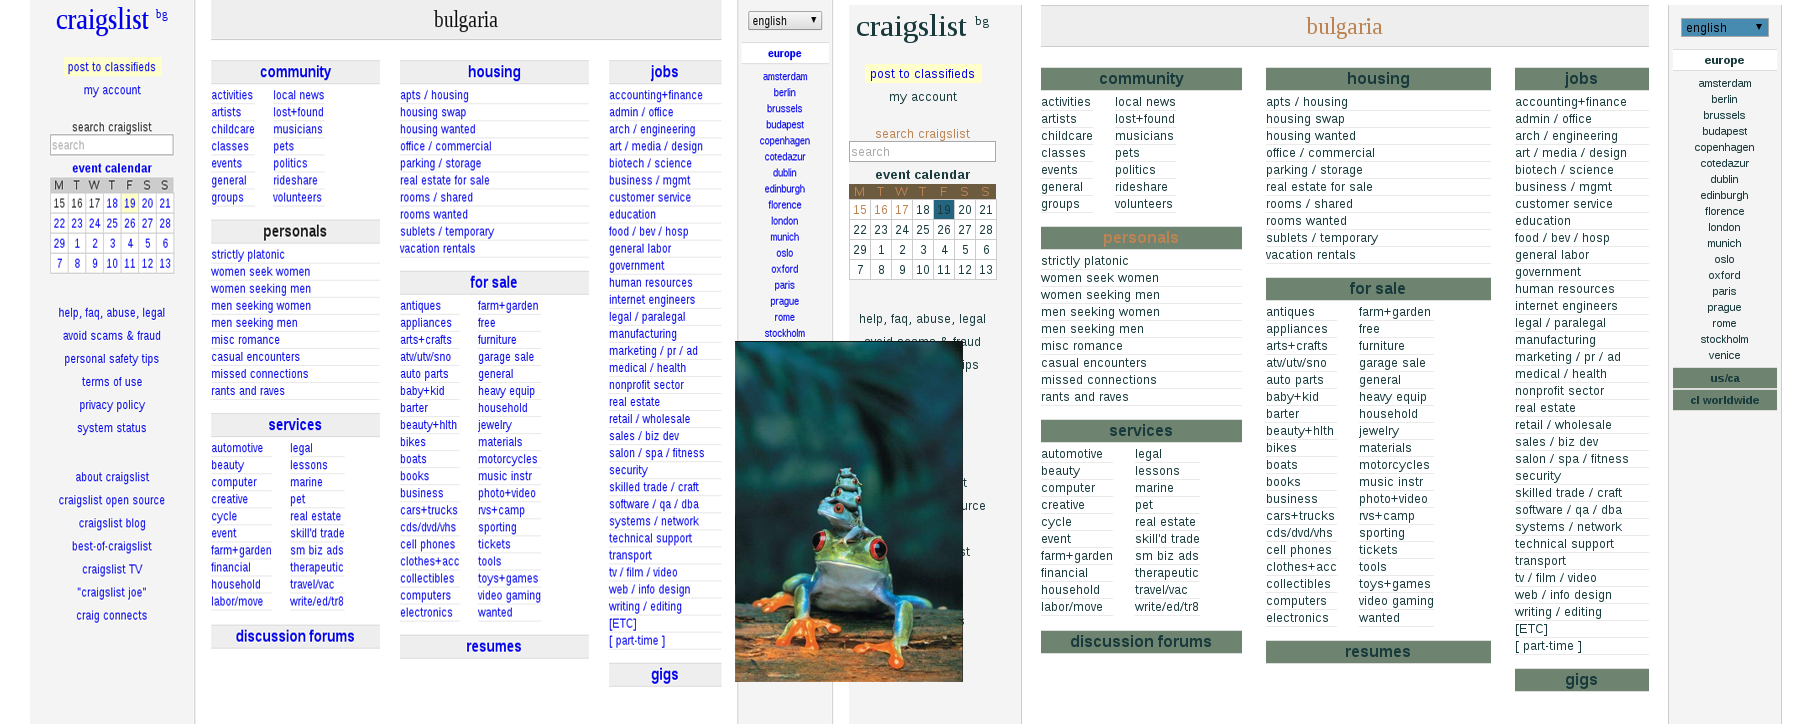 craigslist bg
post to classifieds
my account
search craigslist
search
event calendar
M T W T F S S
15 16 17 18 19 20 21
22 23 24 25 26 27 28
29 1 2 3 4 5 6
7 8 9 10 11 12 13
help, faq, abuse, legal
avoid scams & fraud
personal safety tips
terms of use
privacy policy
system status
about craigslist
craigslist open source
craigslist blog
best-of-craigslist
craigslist TV
"craigslist joe"
craig connects
bulgaria
community
activities local news
artists lost+found
childcare musicians
classes pets
events politics
general rideshare
groups volunteers
personals
strictly platonic
women seek women
women seeking men
men seeking women
men seeking men
misc romance
casual encounters
missed connections
rants and raves
services
automotive legal
beauty lessons
computer marine
creative pet
cycle real estate
event skill'd trade
farm+garden sm biz ads
financial therapeutic
household travel/vac
labor/move write/ed/tr8
discussion forums
housing
apts / housing
housing swap
housing wanted
office / commercial
parking / storage
real estate for sale
rooms / shared
rooms wanted
sublets / temporary
vacation rentals
for sale
antiques farm+garden
appliances free
arts+crafts furniture
atv/utv/sno garage sale
auto parts general
baby+kid heavy equip
barter household
beauty+hlth jewelry
bikes materials
boats motorcycles
books music instr
business photo+video
cars+trucks rvs+camp
cds/dvd/vhs sporting
cell phones tickets
clothes+acc tools
collectibles toys+games
computers video gaming
electronics wanted
resumes
jobs
accounting+finance
admin / office
arch / engineering
art / media / design
biotech / science
business / mgmt
customer service
education
food / bev / hosp
general labor
government
human resources
internet engineers
legal / paralegal
manufacturing
marketing / pr / ad
medical / health
nonprofit sector
real estate
retail / wholesale
sales / biz dev
salon / spa / fitness
security
skilled trade / craft
software / qa / dba
systems / network
technical support
transport
tv / film / video
web / info design
writing / editing
[ETC]
[ part-time ]
gigs
english
europe
amsterdam
berlin
brussels
budapest
copenhagen
cotedazur
dublin
edinburgh
florence
london
munich
oslo
oxford
paris
prague
rome
stockholm
craigslist bg
post to classifieds
my account
search craigslist
search
event calendar
M T W T F S S
15 16 17 18 19 20 21
22 23 24 25 26 27 28
29 1 2 3 4 5 6
7 8 9 10 11 12 13
help, faq, abuse, legal
bulgaria
community
activities local news
artists lost+found
childcare musicians
classes pets
events politics
general rideshare
groups volunteers
personals
strictly platonic
women seek women
women seeking men
men seeking women
men seeking men
misc romance
casual encounters
missed connections
rants and raves
services
automotive legal
beauty lessons
computer marine
creative pet
cycle real estate
event skill'd trade
farm+garden sm biz ads
financial therapeutic
household travel/vac
labor/move write/ed/tr8
discussion forums
housing
apts / housing
housing swap
housing wanted
office / commercial
parking / storage
real estate for sale
rooms / shared
rooms wanted
sublets / temporary
vacation rentals
for sale
antiques farm+garden
appliances free
arts+crafts furniture
atv/utv/sno garage sale
auto parts general
baby+kid heavy equip
barter household
beauty+hlth jewelry
bikes materials
boats motorcycles
books music instr
business photo+video
cars+trucks rvs+camp
cds/dvd/vhs sporting
cell phones tickets
clothes+acc tools
collectibles toys+games
computers video gaming
electronics wanted
resumes
jobs
accounting+finance
admin / office
arch / engineering
art / media / design
biotech / science
business / mgmt
customer service
education
food / bev / hosp
general labor
government
human resources
internet engineers
legal / paralegal
manufacturing
marketing / pr / ad
medical / health
nonprofit sector
real estate
retail / wholesale
sales / biz dev
salon / spa / fitness
security
skilled trade / craft
software / qa / dba
systems / network
technical support
transport
tv / film / video
web / info design
writing / editing
[ETC]
[ part-time ]
gigs
english
europe
amsterdam
berlin
brussels
budapest
copenhagen
cotedazur
dublin
edinburgh
florence
london
munich
oslo
oxford
paris
prague
rome
stockholm
venice
us/ca
cl worldwide